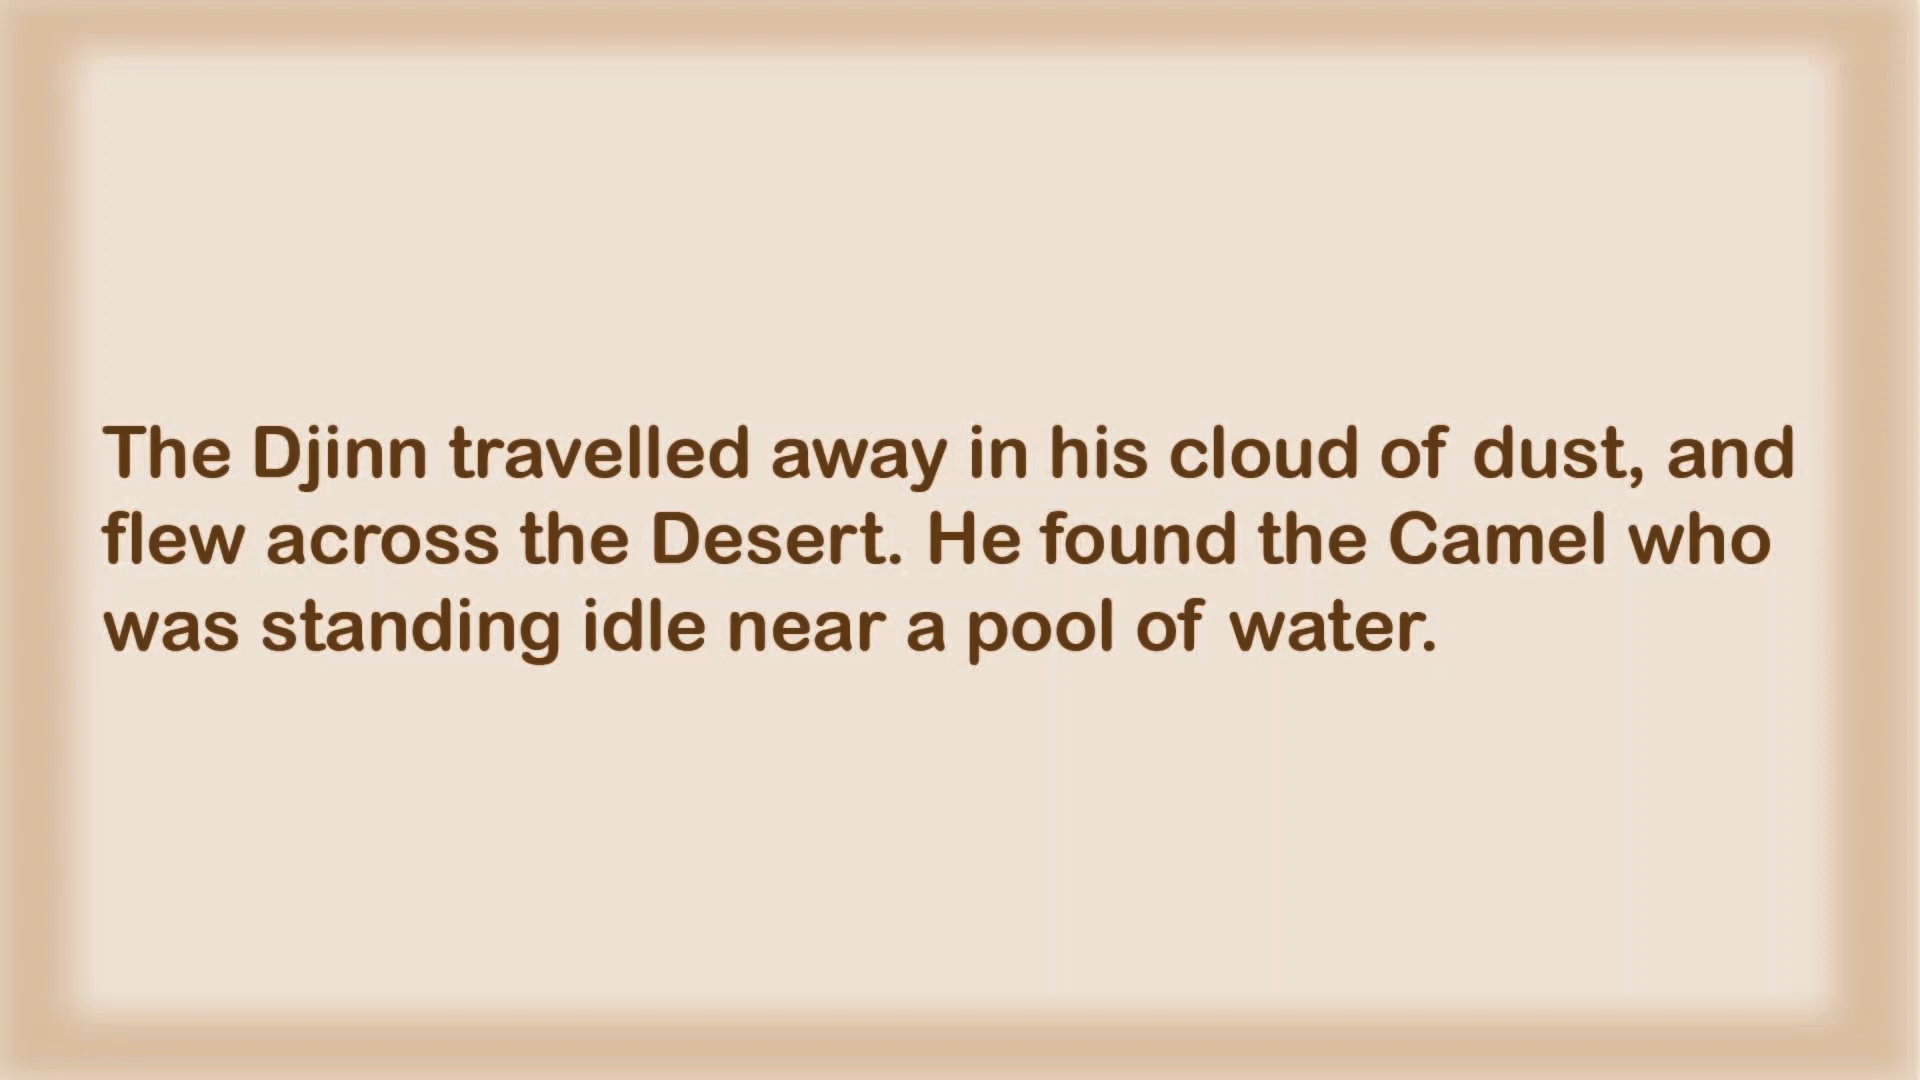 The Djinn travelled away in his cloud of dust, and
flew across the Desert. He found the Camel who
was standing idle near a pool of water.